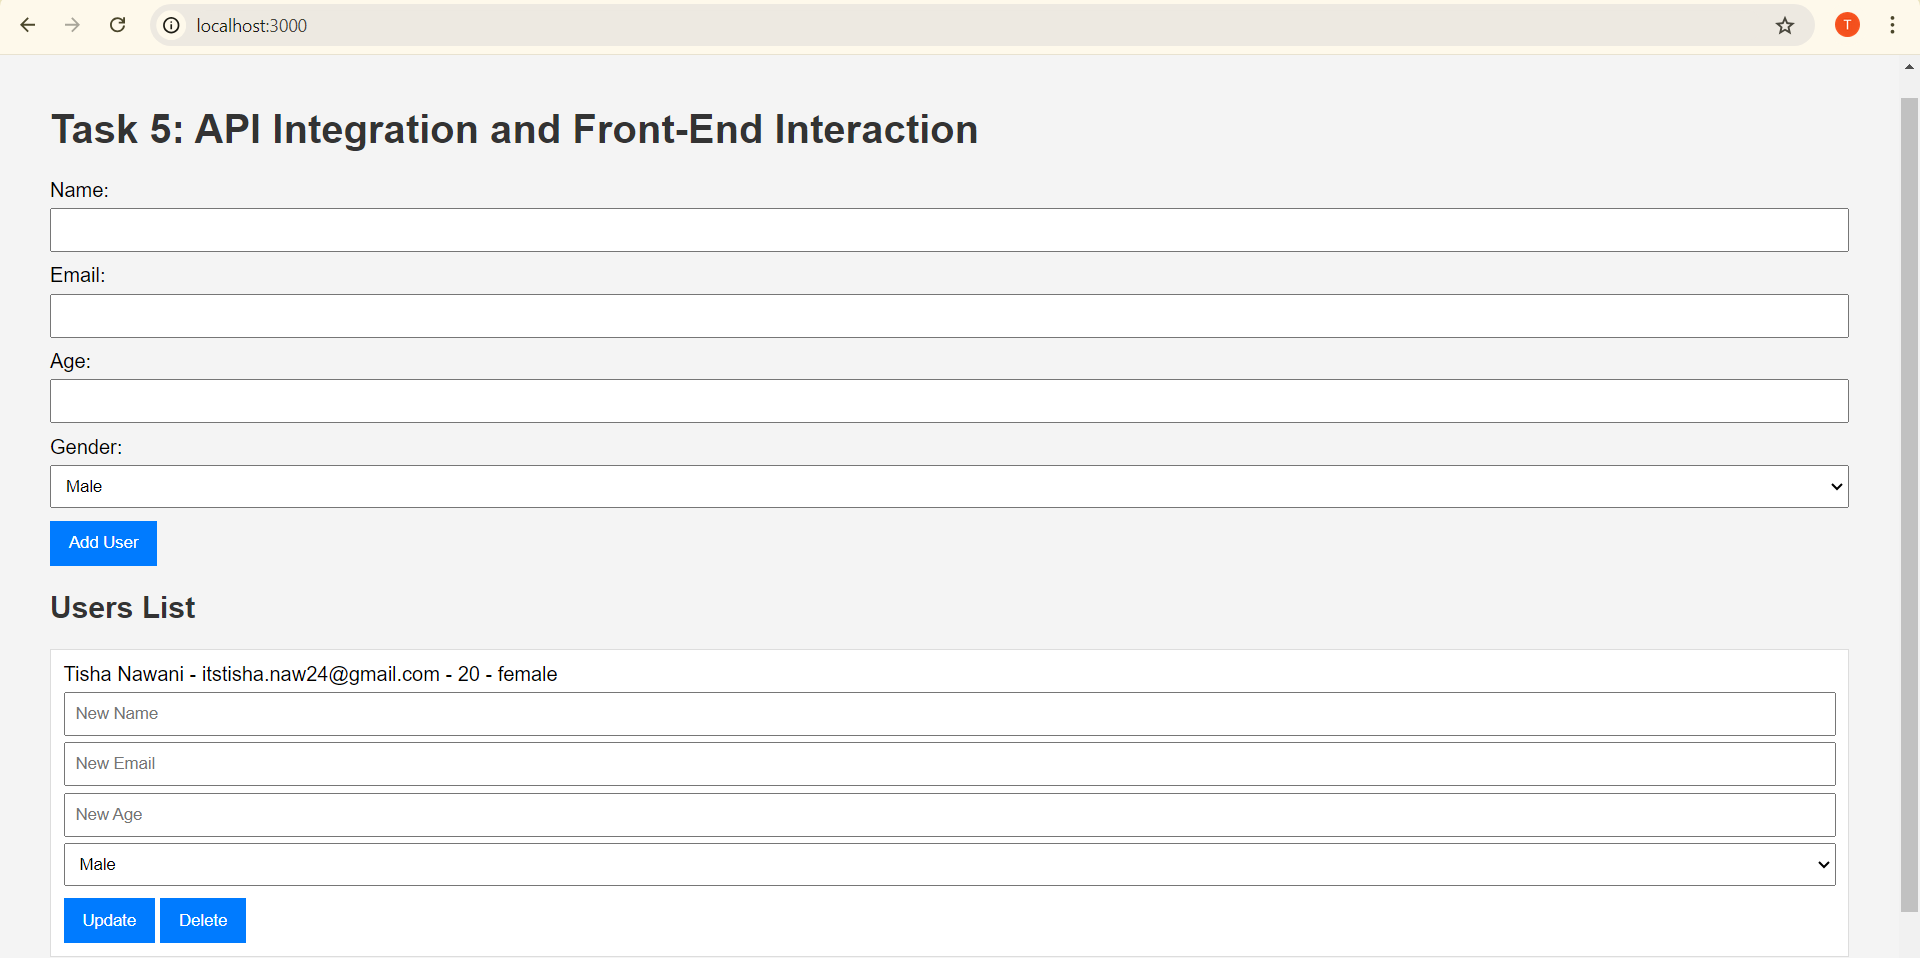 localhost:3000
T
Task 5: API Integration and Front-End Interaction
Name:
Email:
Age:
Gender:
Male
Add User
Users List
Tisha Nawani - itstisha.naw24@gmail.com - 20 - female
New Name
New Email
New Age
Male
Update Delete